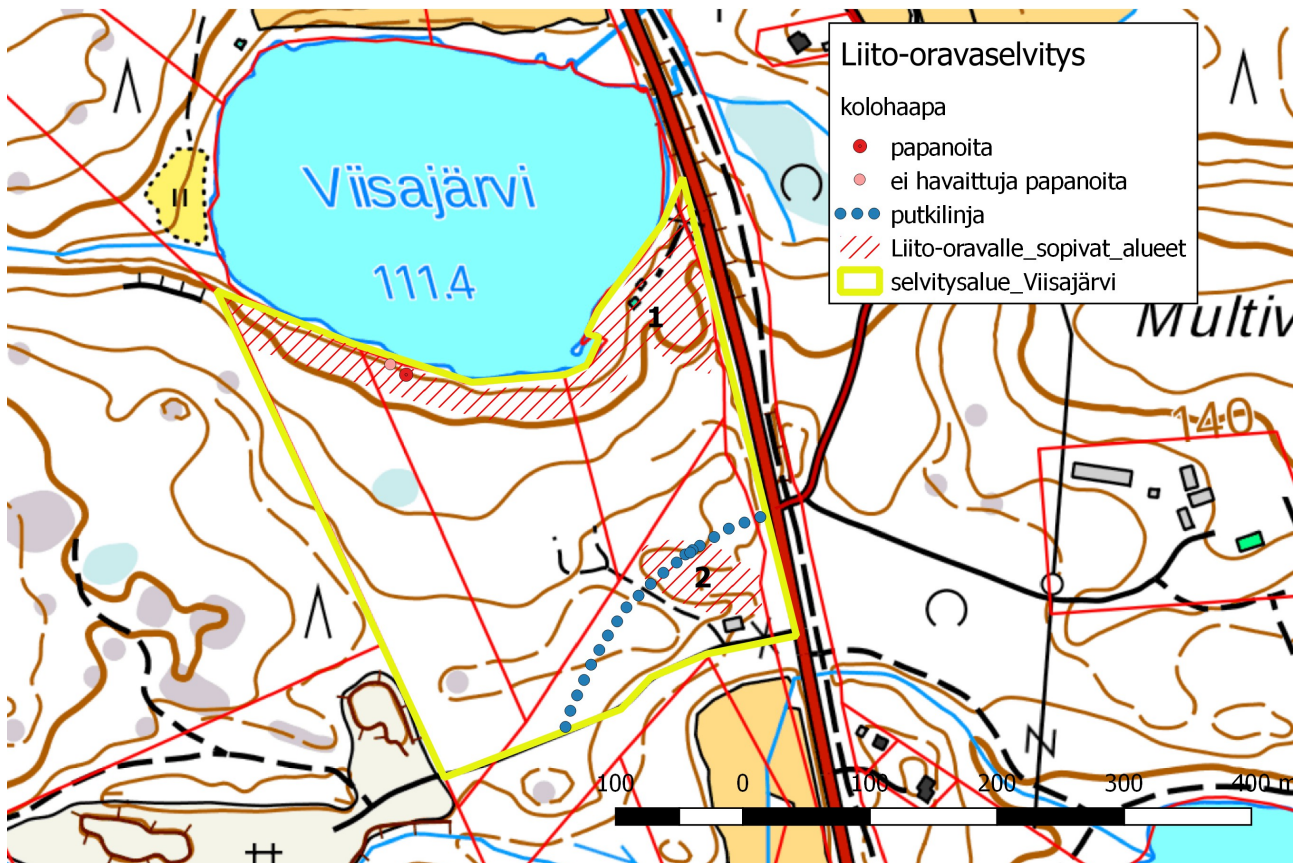 Liito-oravaselvitys
kolohaapa
papanoita
ei havaittuja papanoita
putkilinja
Liito-oravalle_sopivat_alueet
selvitysalue_Viisajärvi
Viisajärvi
111.4
1
Multiv
140
2
100 0 100 200 300 400 m